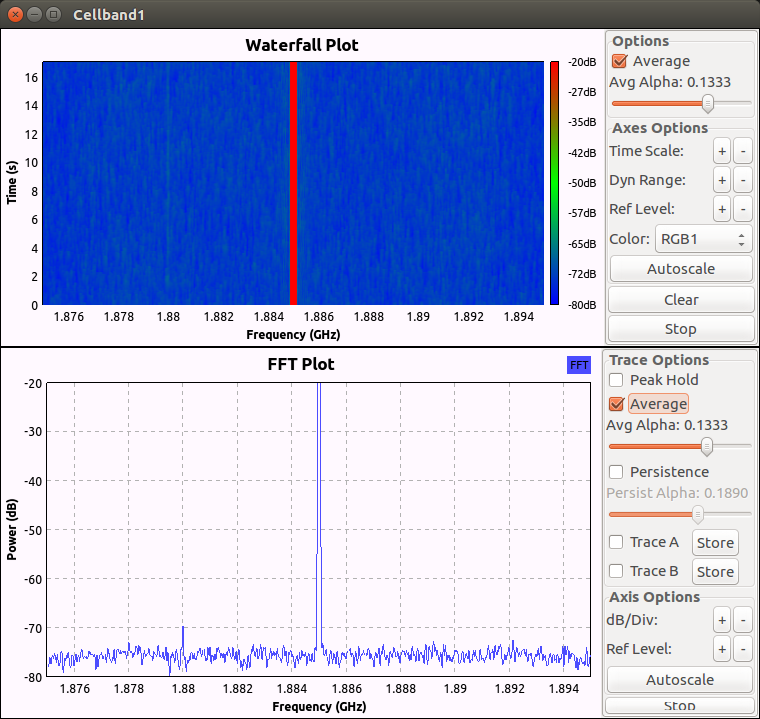 Cellband1
Waterfall Plot
16
14
12
10
8
6
4
2
0
Time (s)
1.876 1.878 1.88 1.882 1.884 1.886 1.888 1.89 1.892 1.894
Frequency (GHz)
-20dB
-27dB
-35dB
-42dB
-50dB
-57dB
-65dB
-72dB
-80dB
Options
Average
Avg Alpha: 0.1333
Axes Options
Time Scale: + -
Dyn Range: + -
Ref Level: + -
Color: RGB1
Autoscale
Clear
Stop
FFT Plot
FFT
-20
-30
-40
-50
-60
-70
-80
Power (dB)
1.876 1.878 1.88 1.882 1.884 1.886 1.888 1.89 1.892 1.894
Frequency (GHz)
Trace Options
Peak Hold
Average
Avg Alpha: 0.1333
Persistence
Persist Alpha: 0.1890
Trace A Store
Trace B Store
Axis Options
dB/Div: + -
Ref Level: + -
Autoscale
Stop